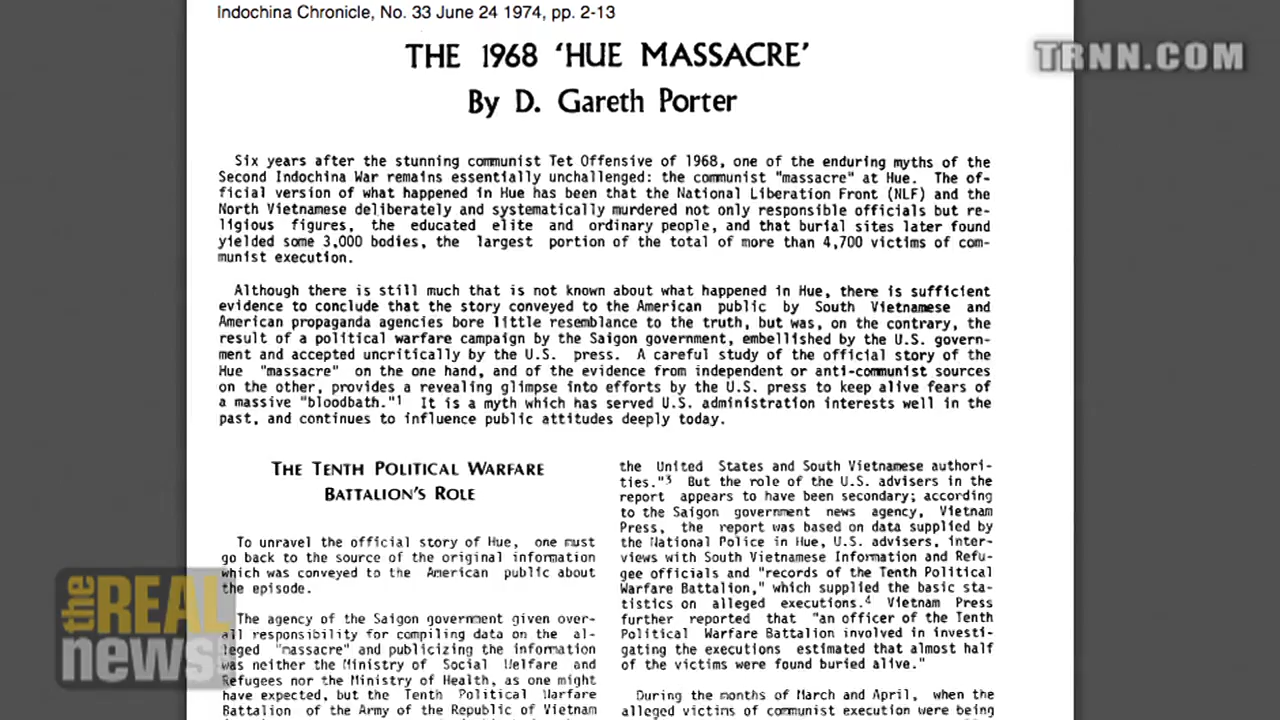 Indochina Chronicle, No. 33 June 24 1974, pp. 2-13
THE 1968 ‘HUE MASSACRE’
By D. Gareth Porter
TRNN.COM
Six years after the stunning communist Tet Offensive of 1968, one of the enduring myths of the
Second Indochina War remains essentially unchallenged: the communist "massacre" at Hue. The of-
ficial version of what happened in Hue has been that the National Liberation Front (NLF) and the
North Vietnamese deliberately and systematically murdered not only responsible officials but re-
ligious figures, the educated elite and ordinary people, and that burial sites later found
yielded some 3,000 bodies, the largest portion of the total of more than 4,700 victims of com-
munist execution.
Although there is still much that is not known about what happened in Hue, there is sufficient
evidence to conclude that the story conveyed to the American public by South Vietnamese and
American propaganda agencies bore little resemblance to the truth, but was, on the contrary, the
result of a political warfare campaign by the Saigon government, embellished by the U.S. govern-
ment and accepted uncritically by the U.S. press. A careful study of the official story of the
Hue "massacre" on the one hand, and of the evidence from independent or anti-communist sources
on the other, provides a revealing glimpse into efforts by the U.S. press to keep alive fears of
a massive "bloodbath."1 It is a myth which has served U.S. administration interests well in the
past, and continues to influence public attitudes deeply today.
THE TENTH POLITICAL WARFARE
BATTALION'S ROLE
To unravel the official story of Hue, one must
go back to the source of the original information
which was conveyed to the American public about
the episode.
The agency of the Saigon government given over-
all responsibility for compiling data on the al-
leged "massacre" and publicizing the information
was neither the Ministry of Social Welfare and
Refugees nor the Ministry of Health, as one might
have expected, but the Tenth Political Warfare
Battalion of the Army of the Republic of Vietnam
the United States and South Vietnamese authori-
ties."3 But the role of the U.S. advisers in the
report appears to have been secondary; according
to the Saigon government news agency, Vietnam
Press, the report was based on data supplied by
the National Police in Hue, U.S. advisers, inter-
views with South Vietnamese Information and Refu-
gee officials and "records of the Tenth Political
Warfare Battalion," which supplied the basic sta-
tistics on alleged executions.4 Vietnam Press
further reported that "an officer of the Tenth
Political Warfare Battalion involved in investi-
gating the executions estimated that almost half
of the victims were found buried alive."
During the months of March and April, when the
alleged victims of communist execution were being
the REAL
news